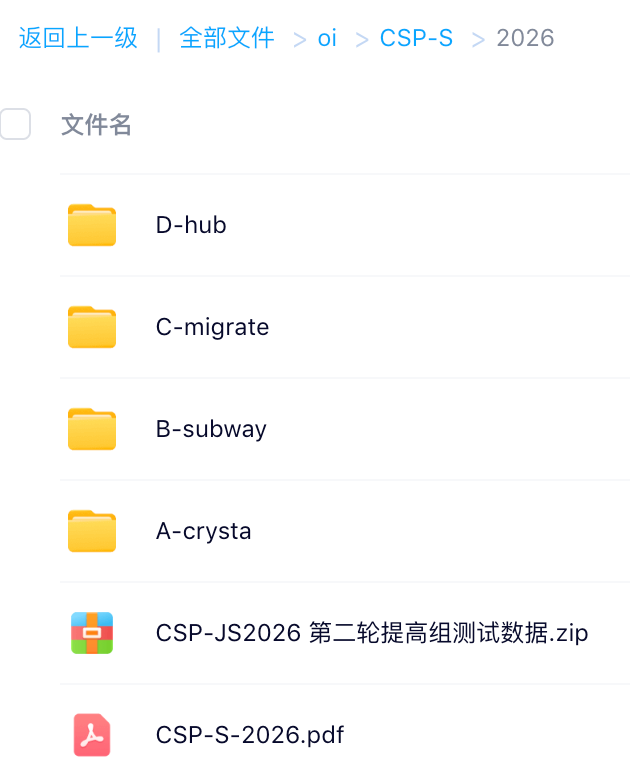 返回上一级 | 全部文件 > oi > CSP-S > 2026
文件名
D-hub
C-migrate
B-subway
A-crysta
CSP-JS2026 第二轮提高组测试数据.zip
CSP-S-2026.pdf